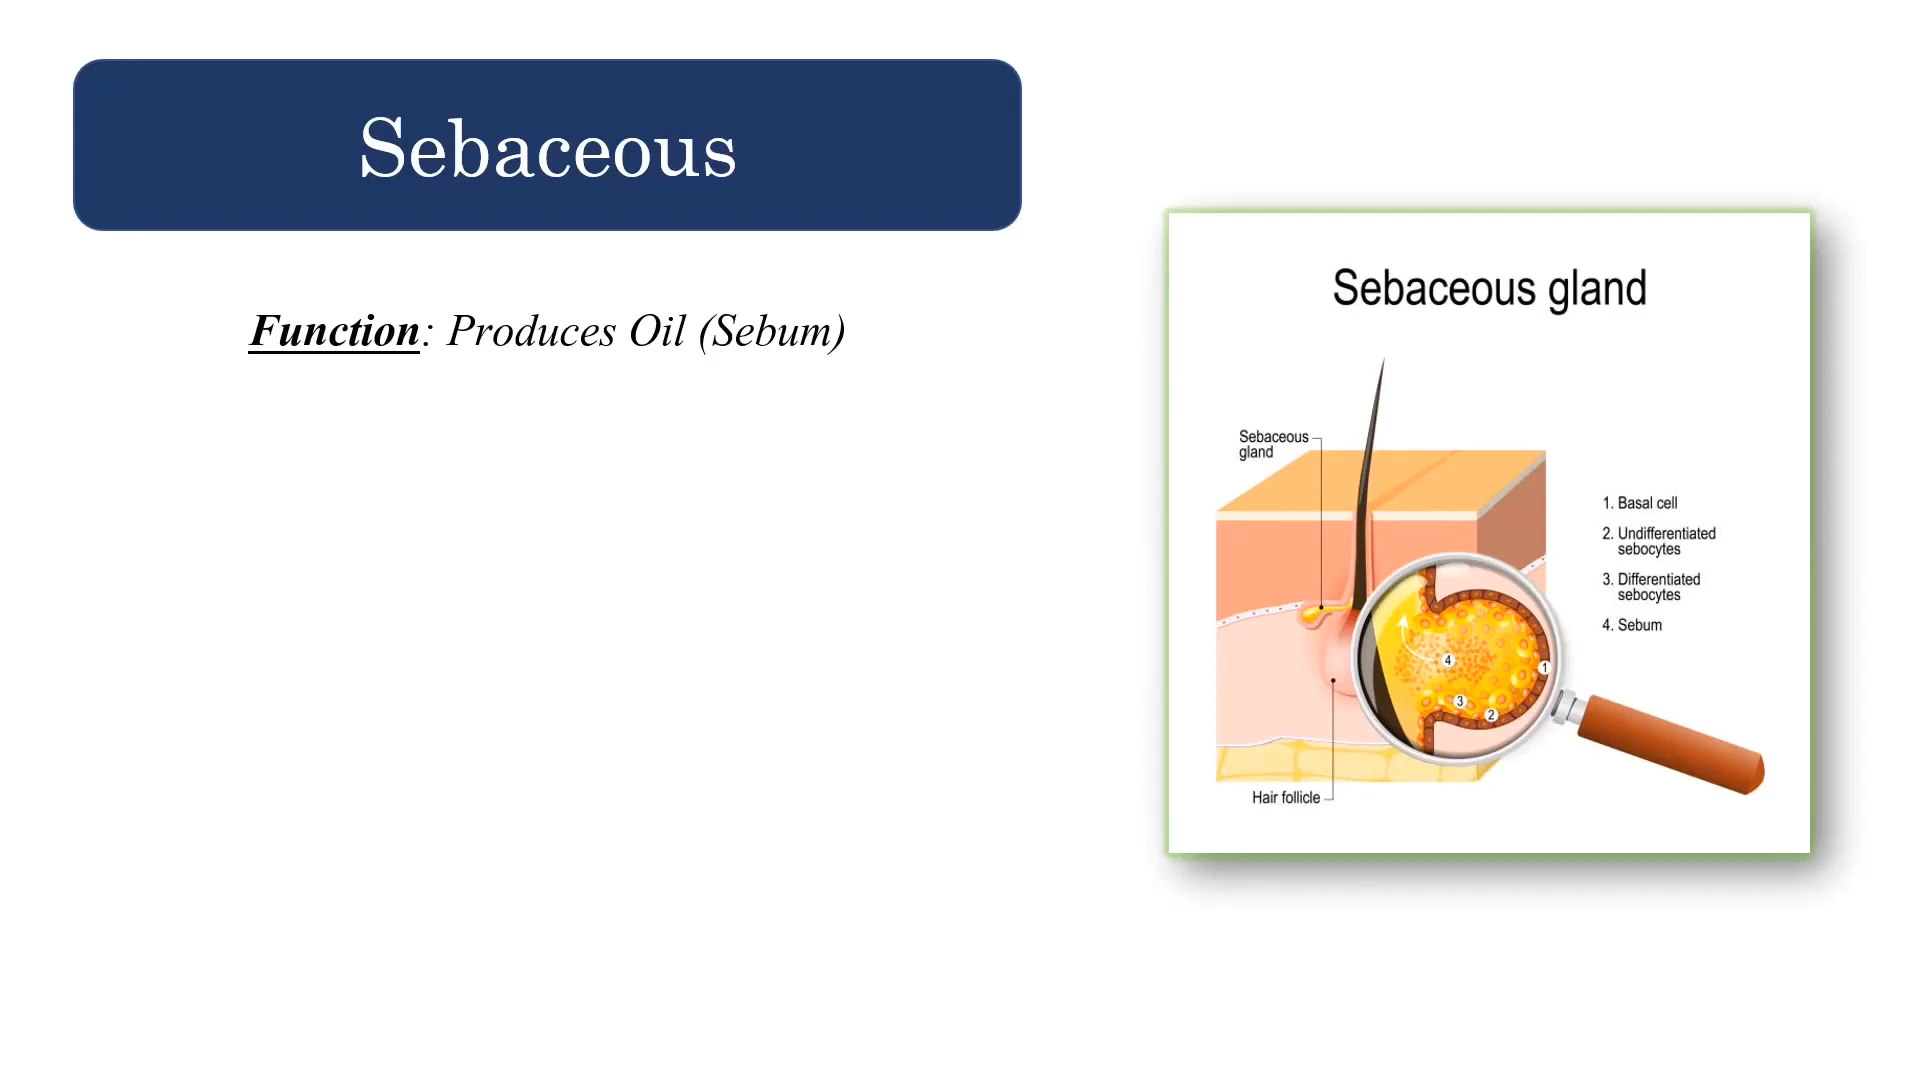 Sebaceous
Function: Produces Oil (Sebum)
Sebaceous gland
Sebaceous
gland
1. Basal cell
2. Undifferentiated
sebocytes
3. Differentiated
sebocytes
4. Sebum
4
1
3
2
Hair follicle